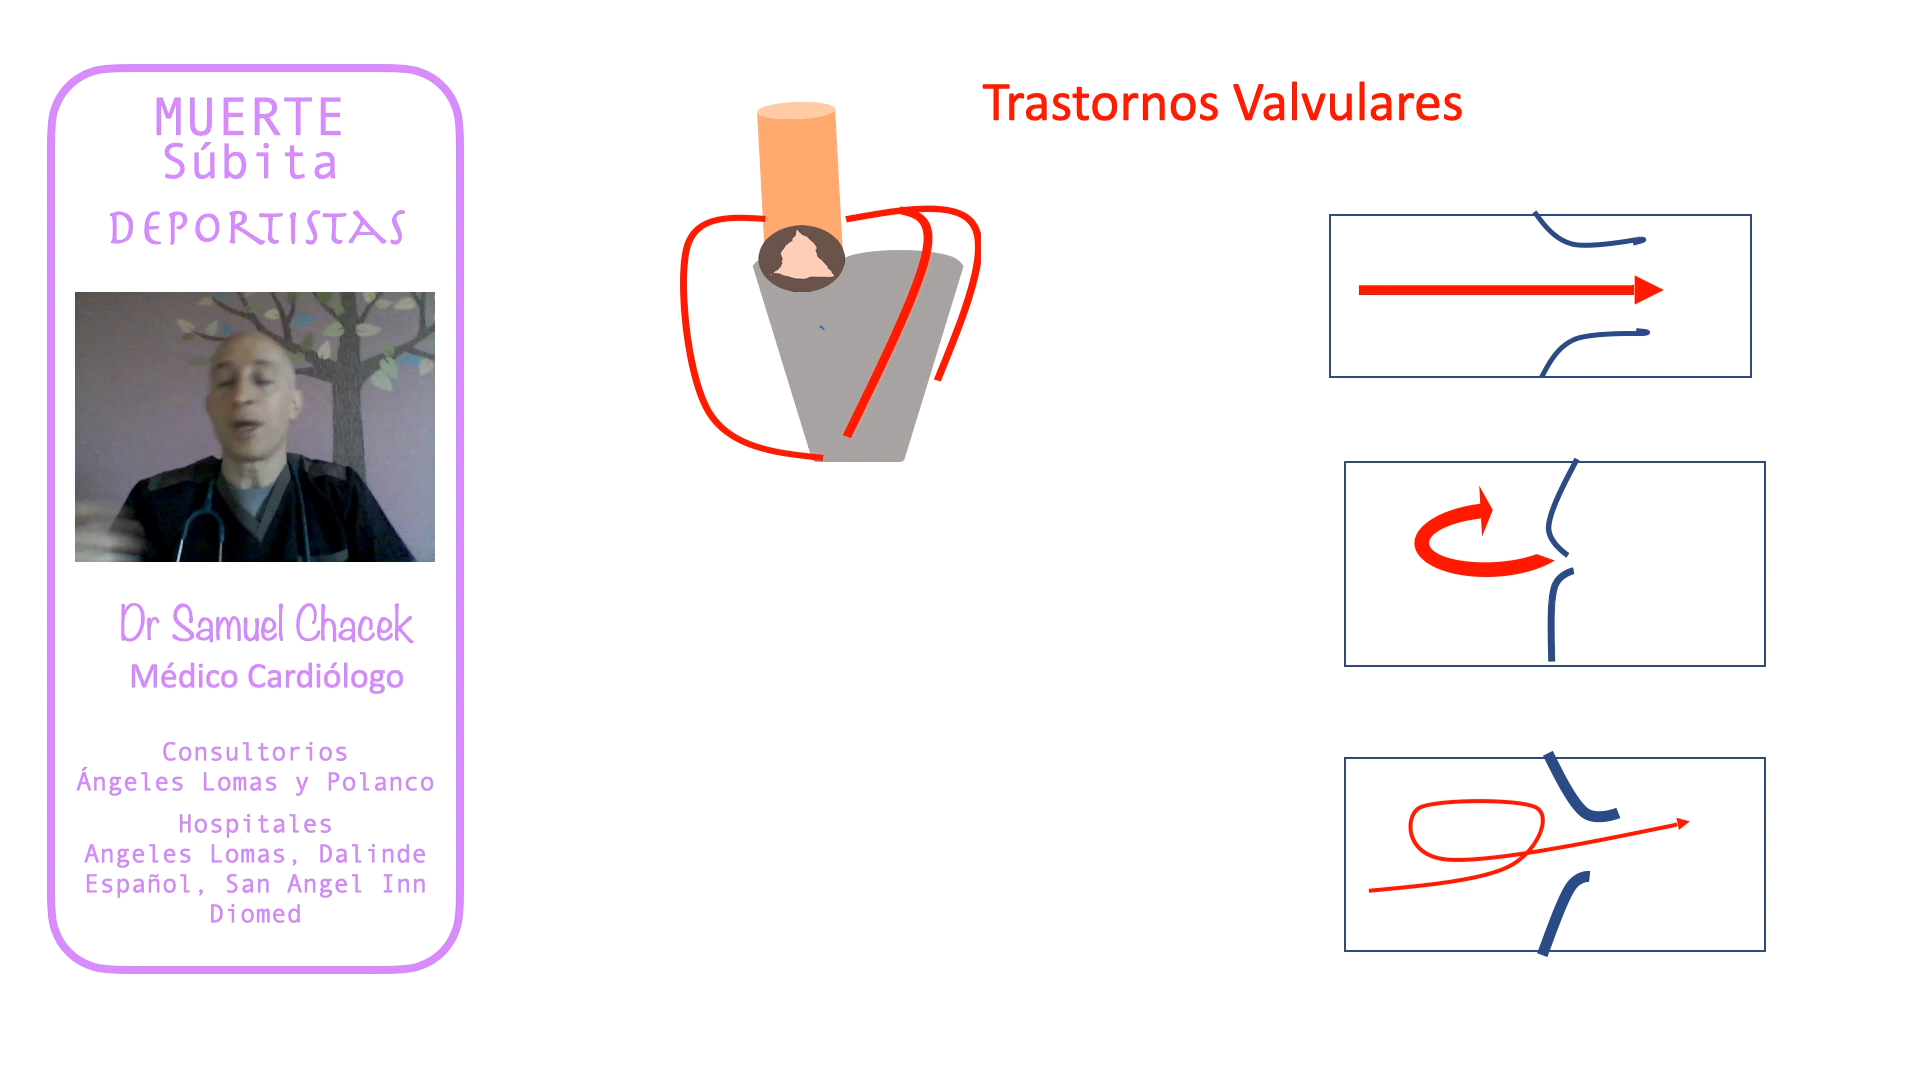 MUERTE
Súbita
DEPORTISTAS
Dr Samuel Chacek
Médico Cardiólogo
Consultorios
Ángeles Lomas y Polanco
Hospitales
Angeles Lomas, Dalinde
Español, San Angel Inn
Diomed
Trastornos Valvulares